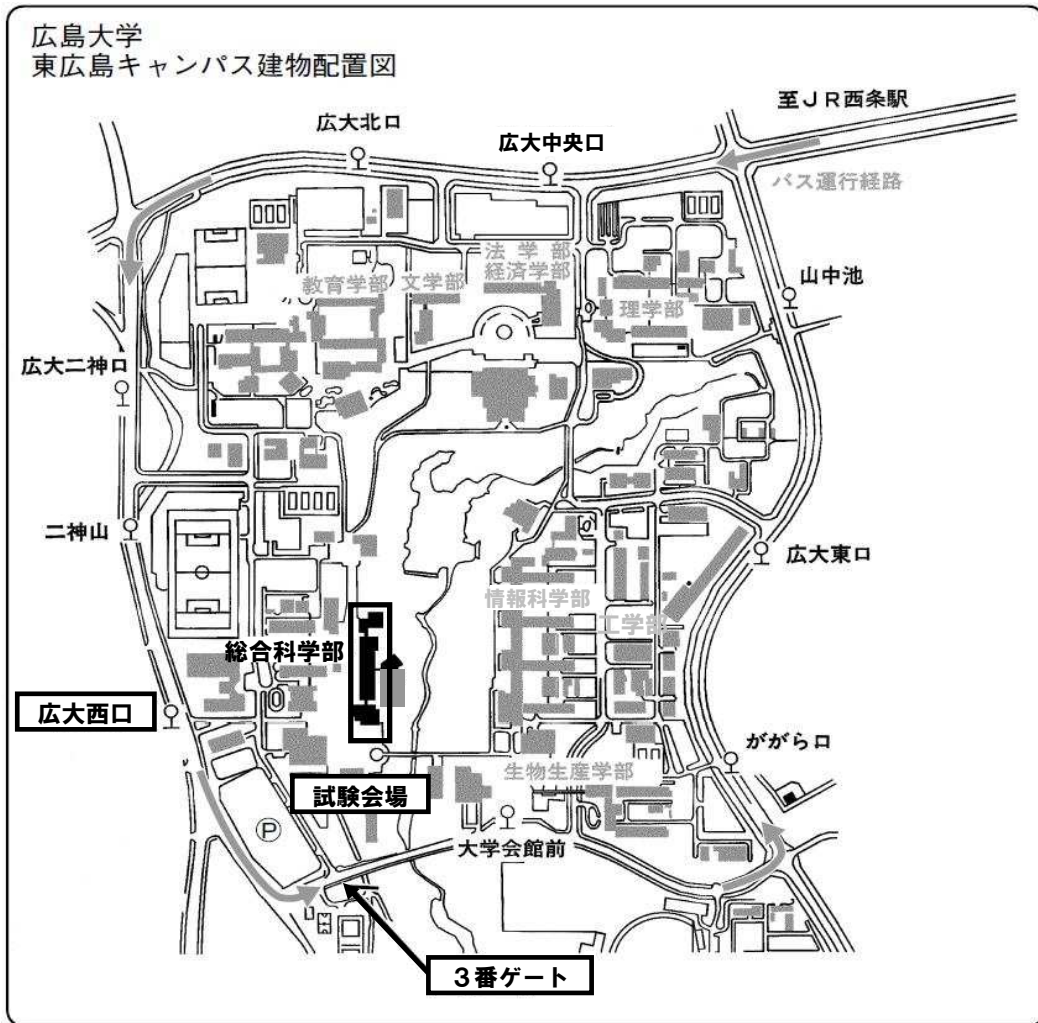 広島大学
東広島キャンパス建物配置図
至JR西条駅
広大北口
広大中央口
バス運行経路
法学部
経済学部
教育学部
文学部
山中池
理学部
広大二神口
二神山
広大東口
情報科学部
工学部
総合科学部
広大西口
ががら口
生物生産学部
試験会場
P
大学会館前
3番ゲート